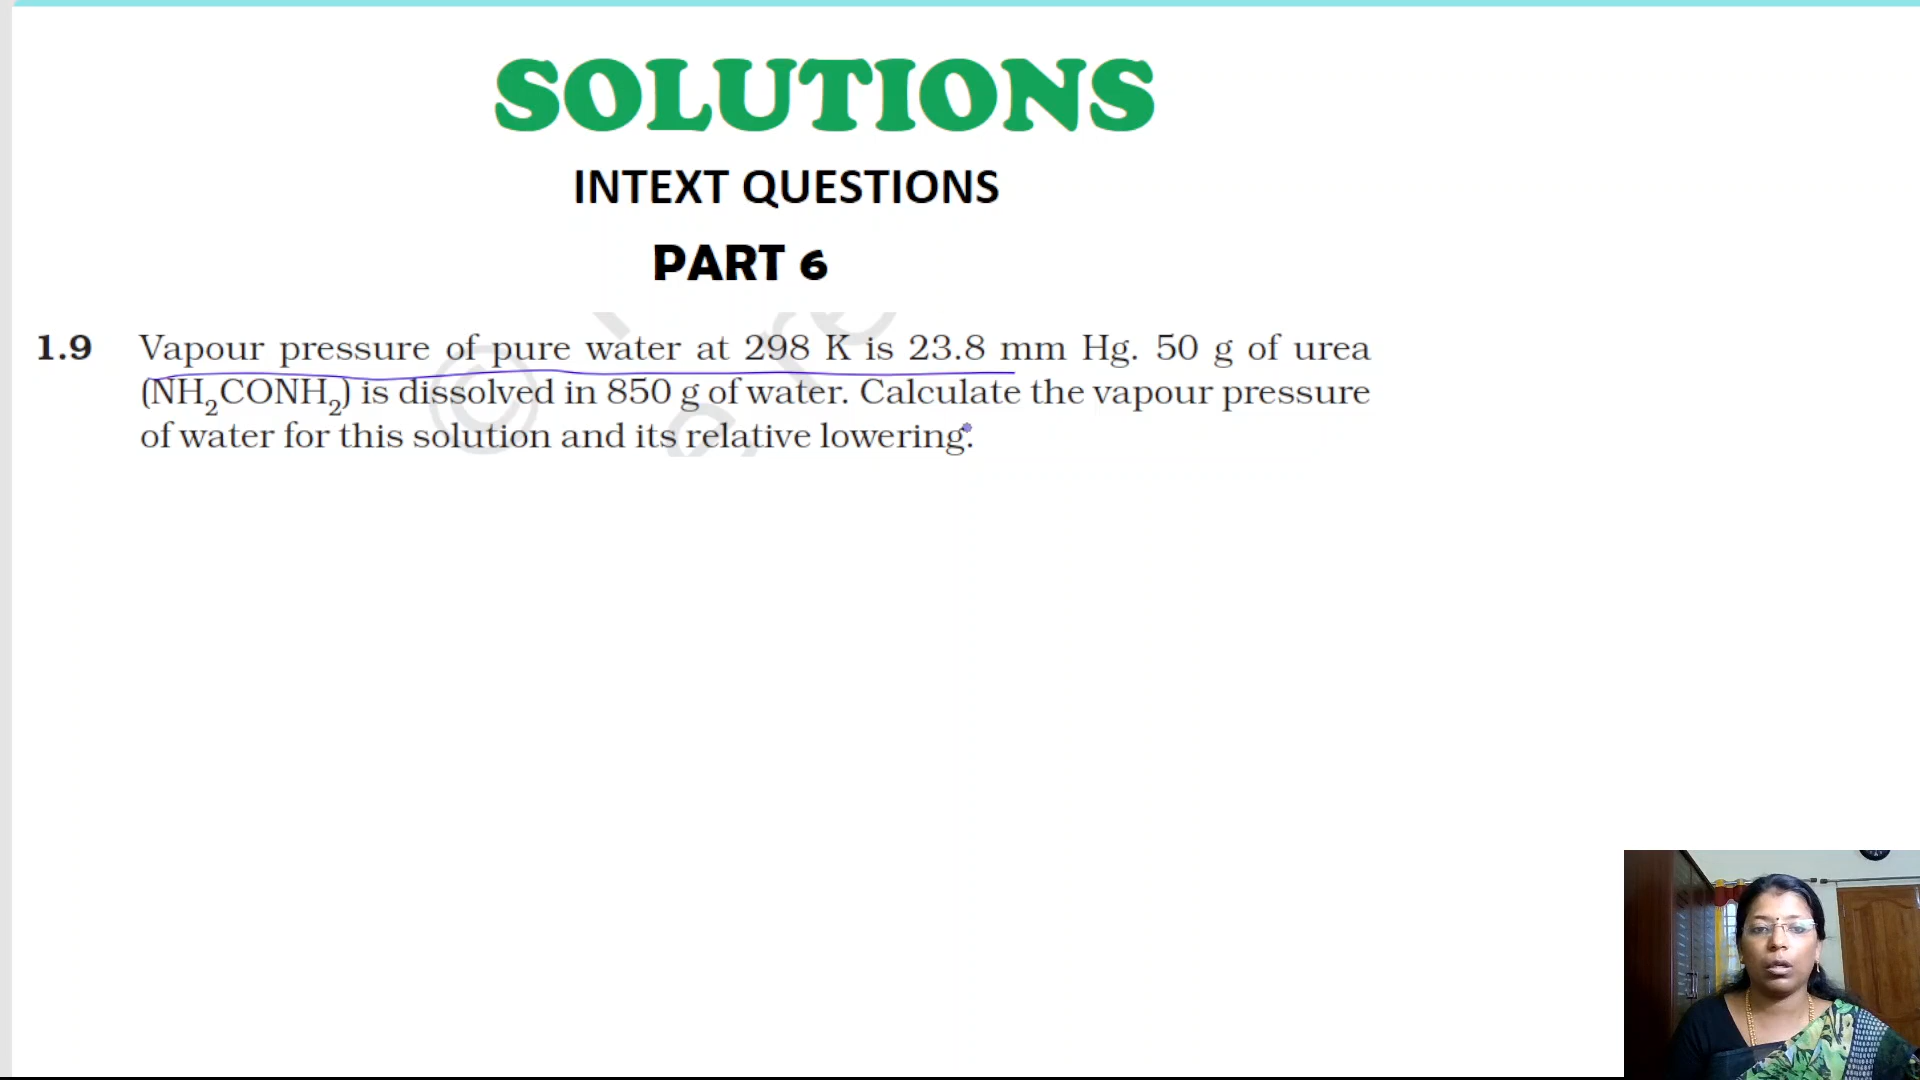 SOLUTIONS
INTEXT QUESTIONS
PART 6
1.9 Vapour pressure of pure water at 298 K is 23.8 mm Hg. 50 g of urea
(NH₂CONH₂) is dissolved in 850 g of water. Calculate the vapour pressure
of water for this solution and its relative lowering.